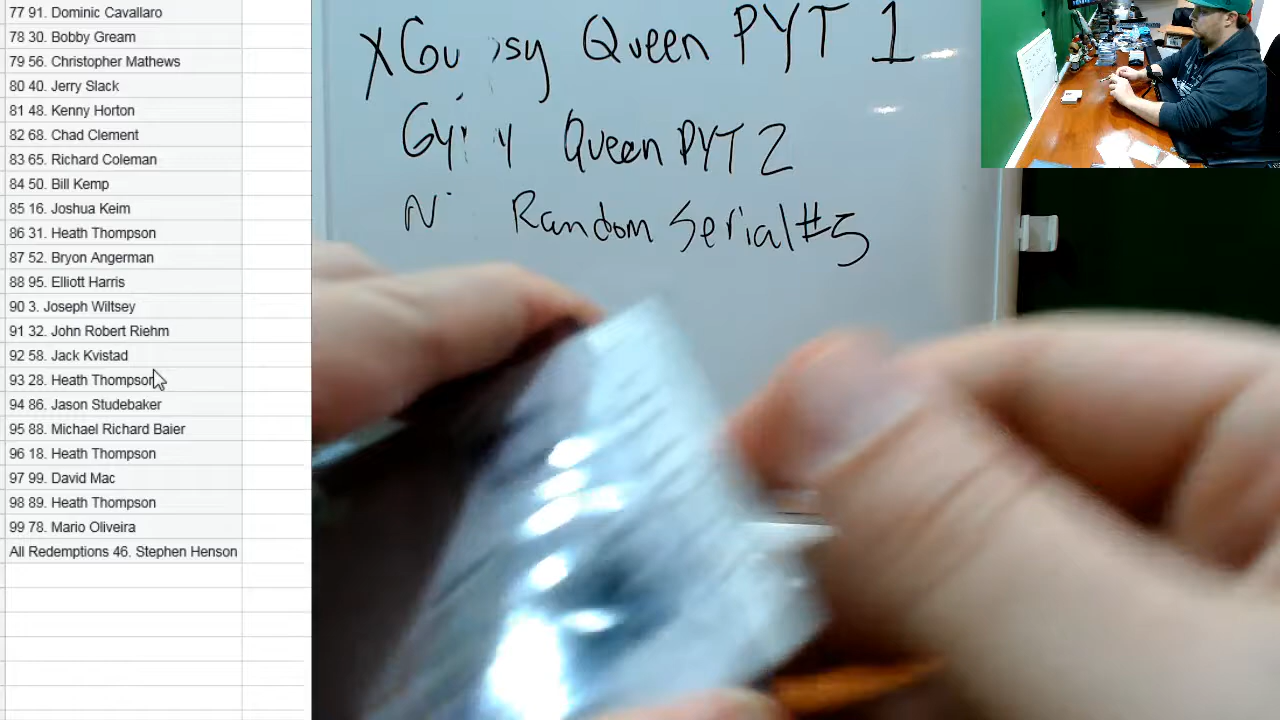 77 91. Dominic Cavallaro
78 30. Bobby Gream
79 56. Christopher Mathews
80 40. Jerry Slack
81 48. Kenny Horton
82 68. Chad Clement
83 65. Richard Coleman
84 50. Bill Kemp
85 16. Joshua Keim
86 31. Heath Thompson
87 52. Bryon Angerman
88 95. Elliott Harris
90 3. Joseph Wiltsey
91 32. John Robert Riehm
92 58. Jack Kvistad
93 28. Heath Thompson
94 86. Jason Studebaker
95 88. Michael Richard Baier
96 18. Heath Thompson
97 99. David Mac
98 89. Heath Thompson
99 78. Mario Oliveira
All Redemptions 46. Stephen Henson
Queen PYT 1
Queen PYT 2
Random Serial #5